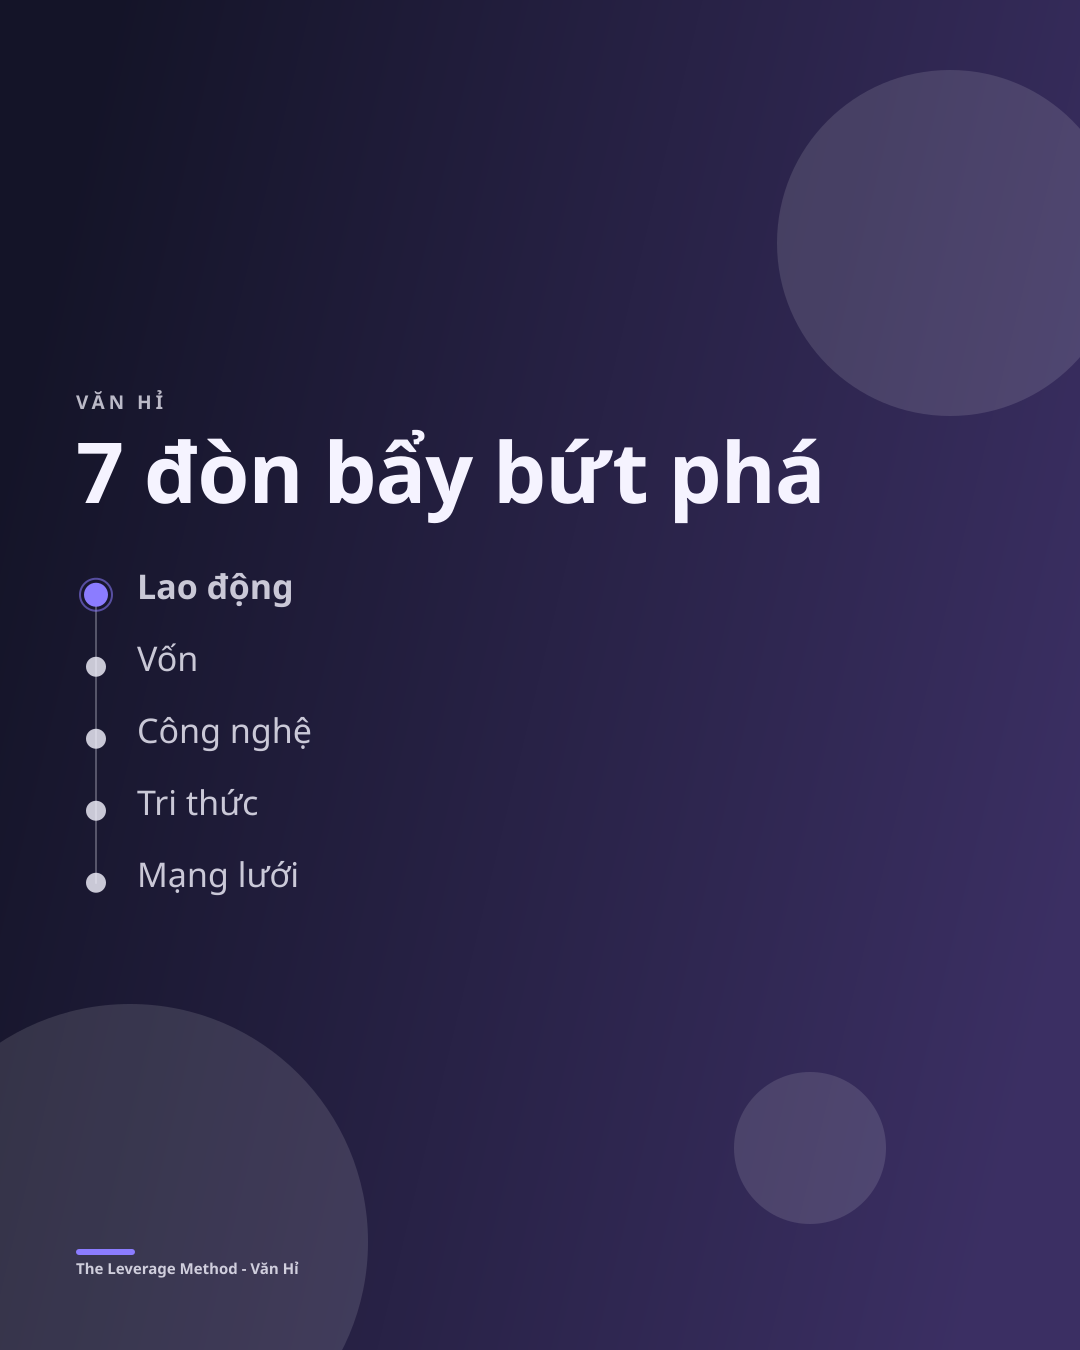 VĂN HỈ
7 đòn bẩy bứt phá
Lao động
Vốn
Công nghệ
Tri thức
Mạng lưới
The Leverage Method - Văn Hỉ